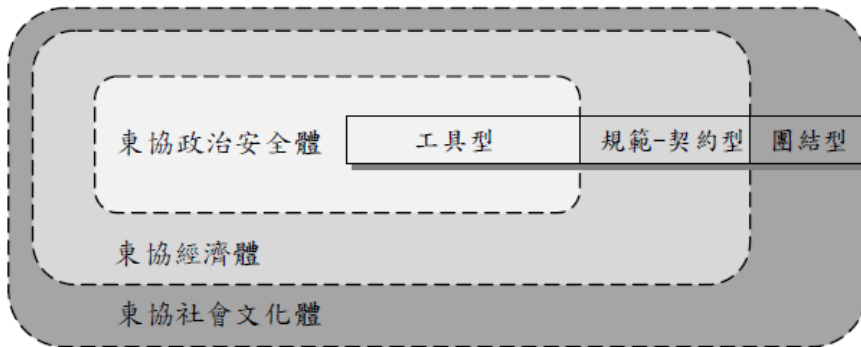 東協政治安全體
工具型
規範-契約型
團結型
東協經濟體
東協社會文化體